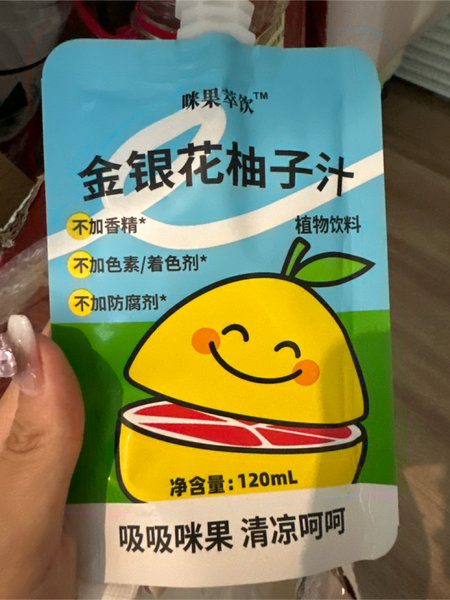 咪果萃饮™
金银花柚子汁
不加香精*
植物饮料
不加色素/着色剂*
不加防腐剂*
净含量:120mL
吸吸咪果 清凉呵呵